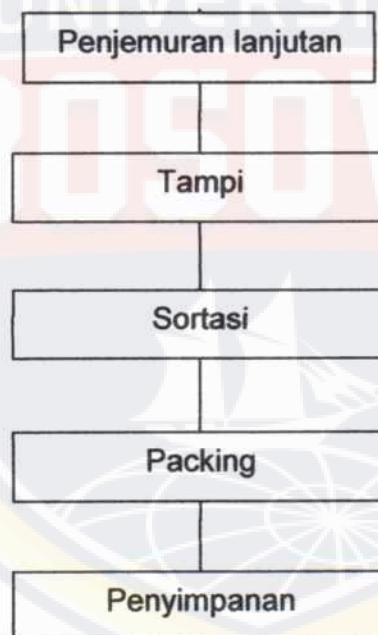 Penjemuran lanjutan
Tampi
Sortasi
Packing
Penyimpanan